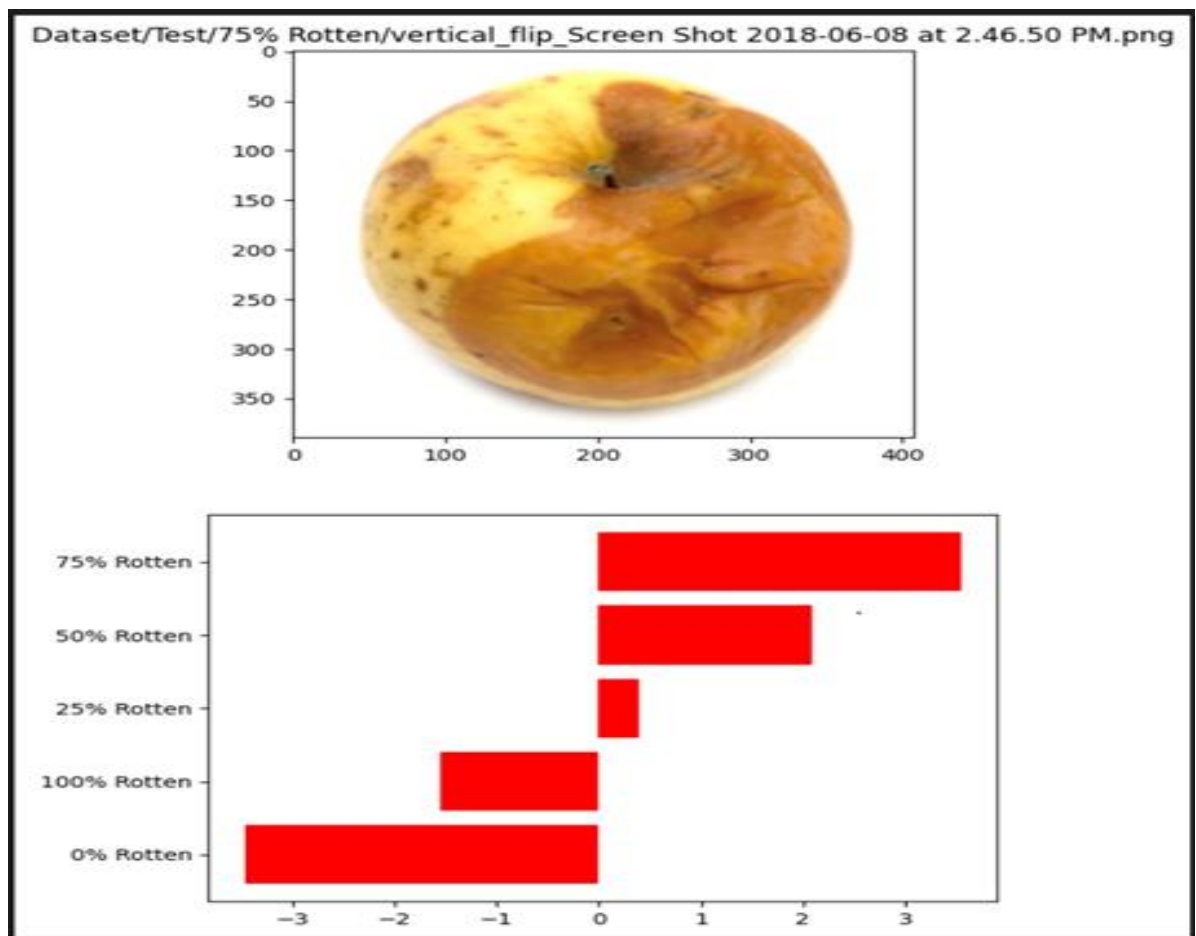 Dataset/Test/75% Rotten/vertical_flip_Screen Shot 2018-06-08 at 2.46.50 PM.png
0
50
100
150
200
250
300
350
0 100 200 300 400
75% Rotten
50% Rotten
25% Rotten
100% Rotten
0% Rotten
−3 −2 −1 0 1 2 3